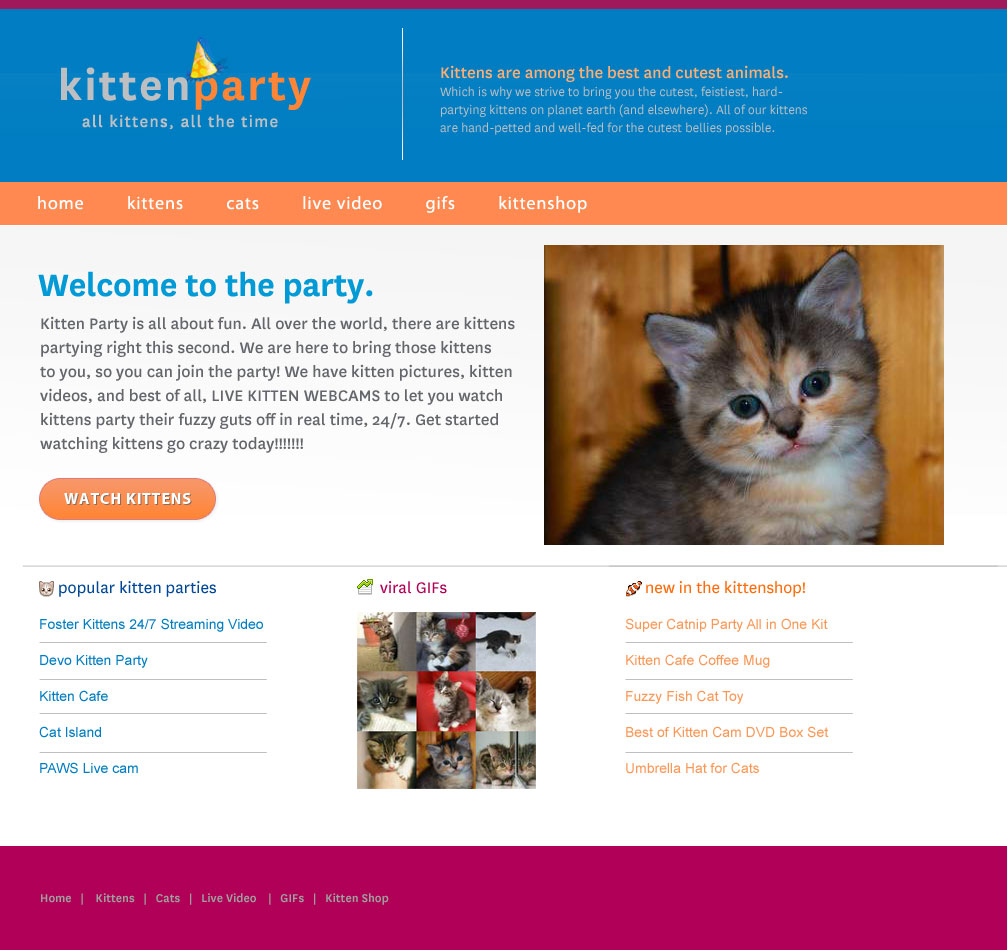 kittenparty
all kittens, all the time
Kittens are among the best and cutest animals.
Which is why we strive to bring you the cutest, feistiest, hard-
partying kittens on planet earth (and elsewhere). All of our kittens
are hand-petted and well-fed for the cutest bellies possible.
home kittens cats live video gifs kittenshop
Welcome to the party.
Kitten Party is all about fun. All over the world, there are kittens
partying right this second. We are here to bring those kittens
to you, so you can join the party! We have kitten pictures, kitten
videos, and best of all, LIVE KITTEN WEBCAMS to let you watch
kittens party their fuzzy guts off in real time, 24/7. Get started
watching kittens go crazy today!!!!!!!
WATCH KITTENS
popular kitten parties
Foster Kittens 24/7 Streaming Video
Devo Kitten Party
Kitten Cafe
Cat Island
PAWS Live cam
viral GIFs
new in the kittenshop!
Super Catnip Party All in One Kit
Kitten Cafe Coffee Mug
Fuzzy Fish Cat Toy
Best of Kitten Cam DVD Box Set
Umbrella Hat for Cats
Home | Kittens | Cats | Live Video | GIFs | Kitten Shop